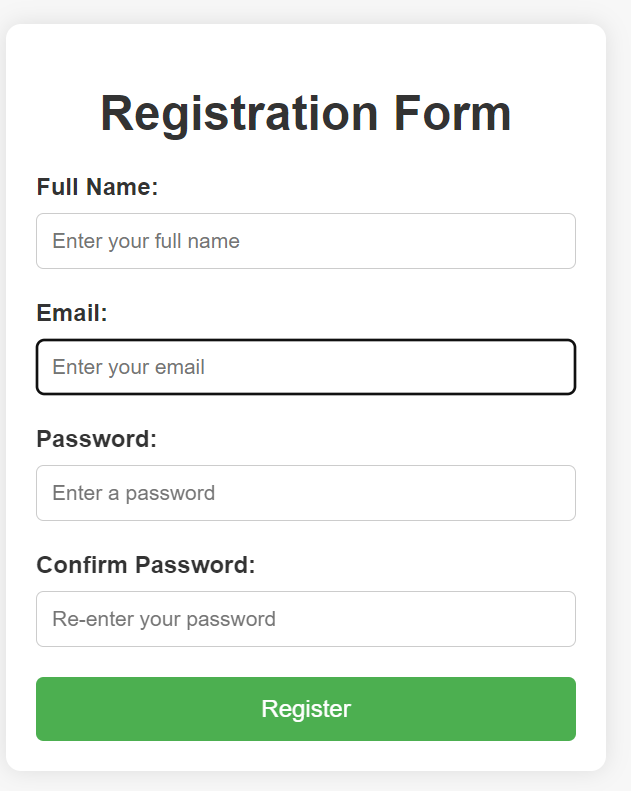 Registration Form
Full Name:
Enter your full name
Email:
Enter your email
Password:
Enter a password
Confirm Password:
Re-enter your password
Register